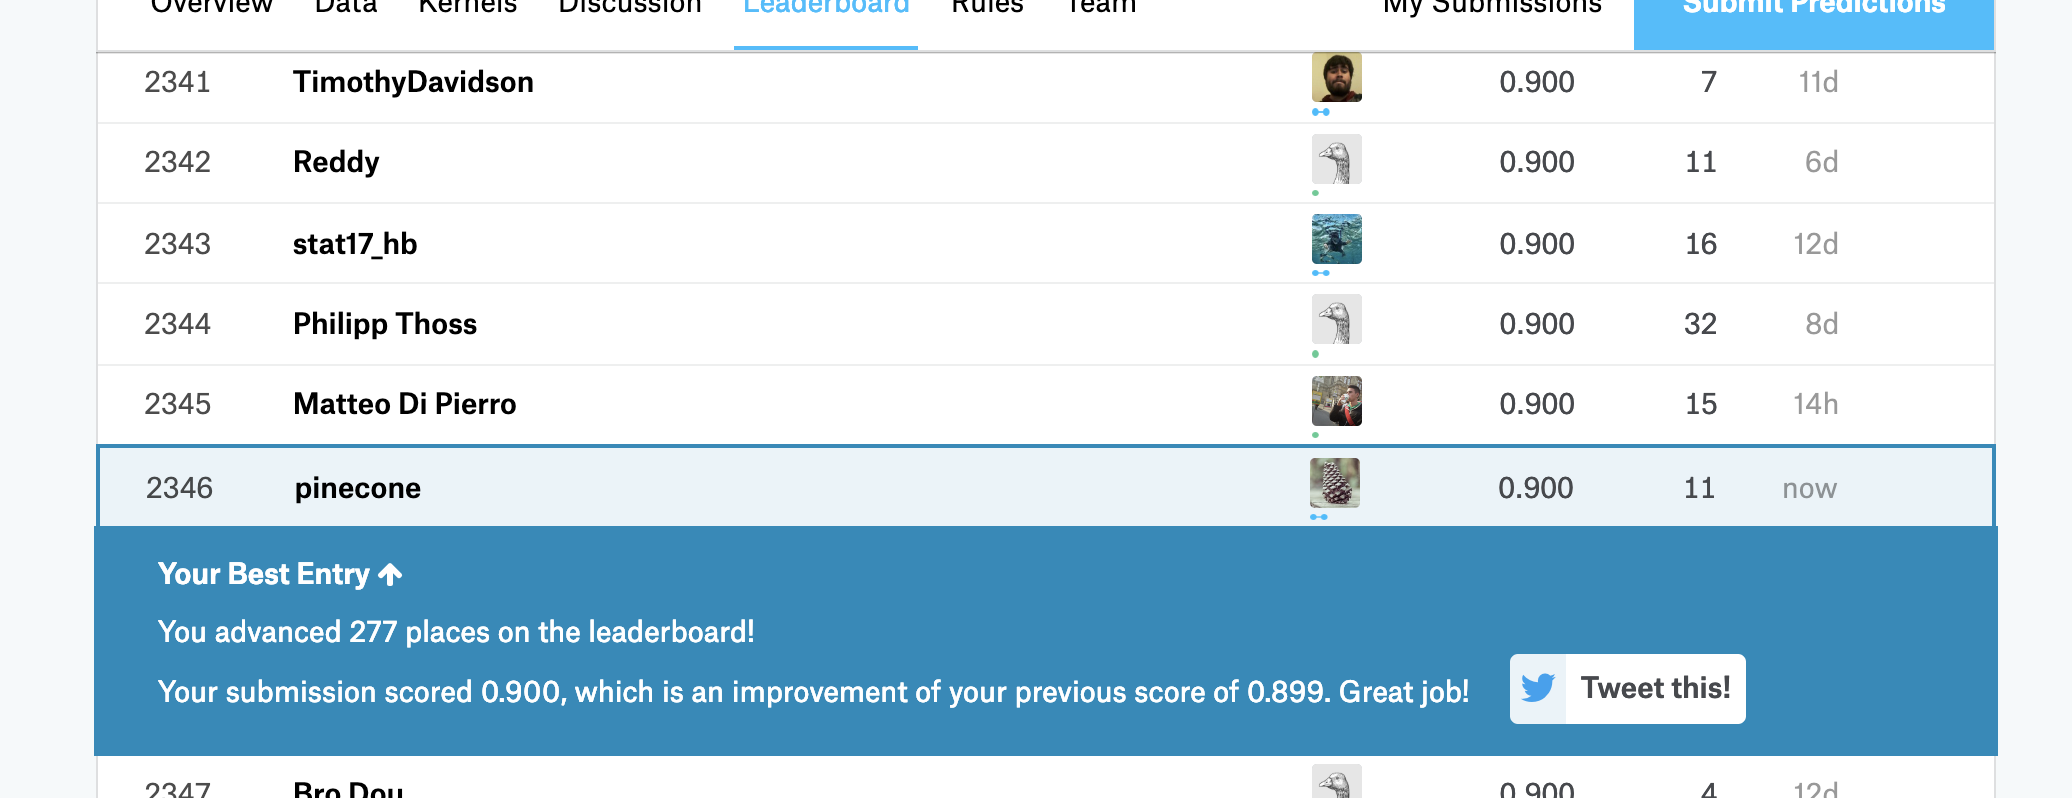 Overview Data Kernels Discussion Leaderboard Rules Team My Submissions Submit Predictions
2341 TimothyDavidson 0.900 7 11d
2342 Reddy 0.900 11 6d
2343 stat17_hb 0.900 16 12d
2344 Philipp Thoss 0.900 32 8d
2345 Matteo Di Pierro 0.900 15 14h
2346 pinecone 0.900 11 now
Your Best Entry
You advanced 277 places on the leaderboard!
Your submission scored 0.900, which is an improvement of your previous score of 0.899. Great job! Tweet this!
2347 Bro Dou 0.900 4 12d